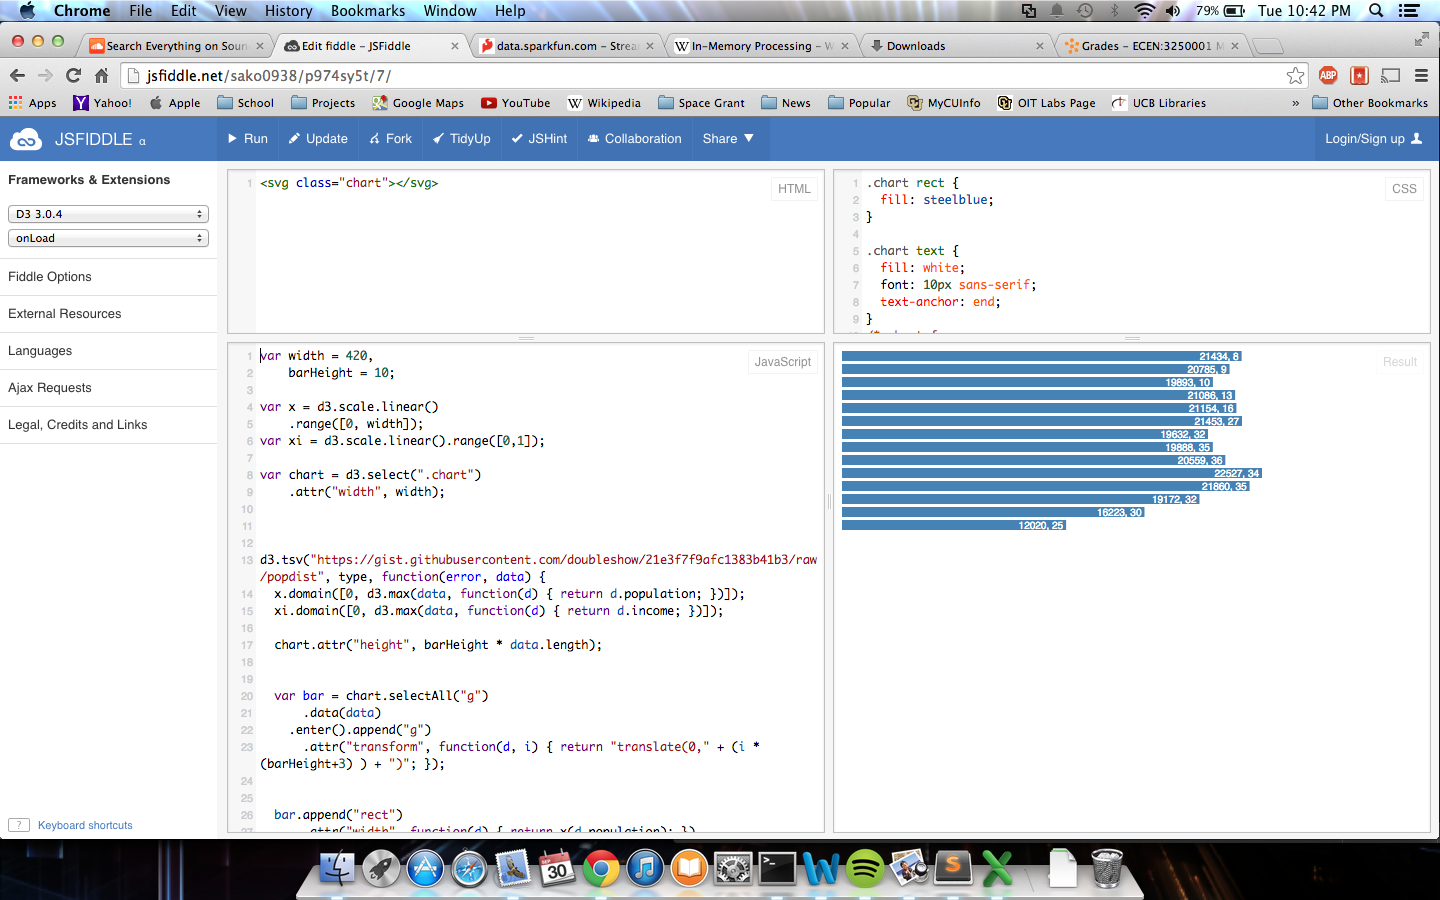 Chrome File Edit View History Bookmarks Window Help 79% Tue 10:42 PM
Search Everything on Soun Edit fiddle - JSFiddle data.sparkfun.com - Strea In-Memory Processing - W Downloads Grades - ECEN:3250001 M
jsfiddle.net/sako0938/p974sy5t/7/ ABP
Apps Yahoo! Apple School Projects Google Maps YouTube Wikipedia Space Grant News Popular MyCUInfo OIT Labs Page UCB Libraries » Other Bookmarks
JSFIDDLE α Run Update Fork TidyUp JSHint Collaboration Share Login/Sign up
Frameworks & Extensions
D3 3.0.4
onLoad
Fiddle Options
External Resources
Languages
Ajax Requests
Legal, Credits and Links
? Keyboard shortcuts
HTML
1 <svg class="chart"></svg>
CSS
1 .chart rect {
2   fill: steelblue;
3 }
4
5 .chart text {
6   fill: white;
7   font: 10px sans-serif;
8   text-anchor: end;
9 }
JavaScript
1 var width = 420,
2     barHeight = 10;
3
4 var x = d3.scale.linear()
5     .range([0, width]);
6 var xi = d3.scale.linear().range([0,1]);
7
8 var chart = d3.select(".chart")
9     .attr("width", width);
10
11
12
13 d3.tsv("https://gist.githubusercontent.com/doubleshow/21e3f7f9afc1383b41b3/raw
/popdist", type, function(error, data) {
14   x.domain([0, d3.max(data, function(d) { return d.population; })]);
15   xi.domain([0, d3.max(data, function(d) { return d.income; })]);
16
17   chart.attr("height", barHeight * data.length);
18
19
20   var bar = chart.selectAll("g")
21       .data(data)
22     .enter().append("g")
23       .attr("transform", function(d, i) { return "translate(0," + (i *
(barHeight+3) ) + ")"; });
24
25
26   bar.append("rect")
27       .attr("width", function(d) { return x(d.population); })
Result
21434, 8
20785, 9
19893, 10
21086, 13
21154, 16
21453, 27
19632, 32
19888, 35
20559, 36
22527, 34
21860, 35
19172, 32
16223, 30
12020, 25
SEP
30